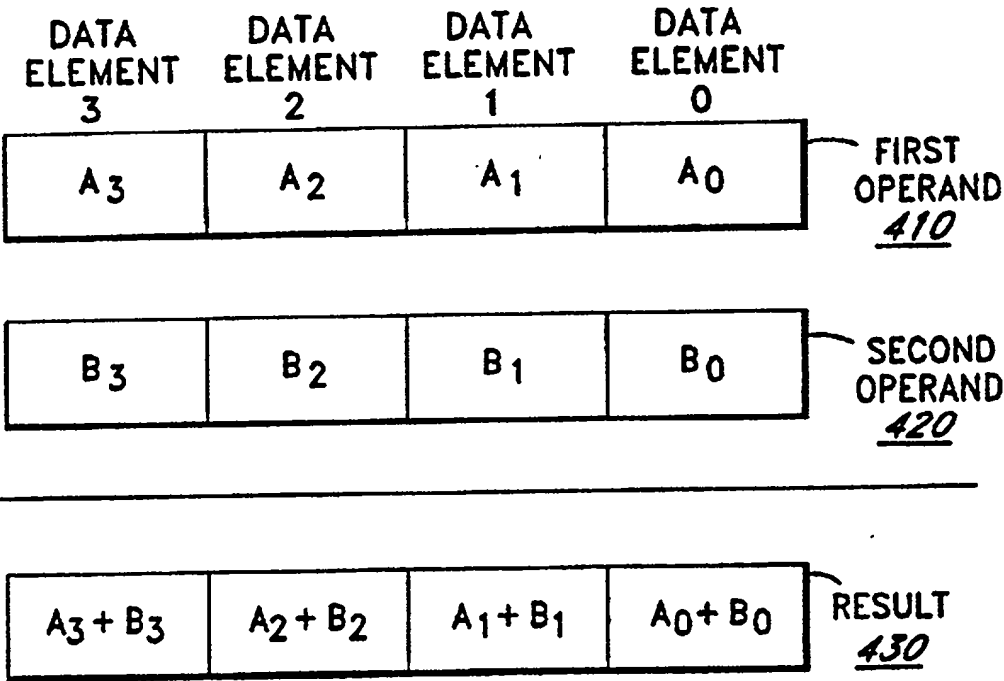 DATA ELEMENT 3
DATA ELEMENT 2
DATA ELEMENT 1
DATA ELEMENT 0
A3 A2 A1 A0
FIRST OPERAND 410
B3 B2 B1 B0
SECOND OPERAND 420
A3+B3 A2+B2 A1+B1 A0+B0
RESULT 430